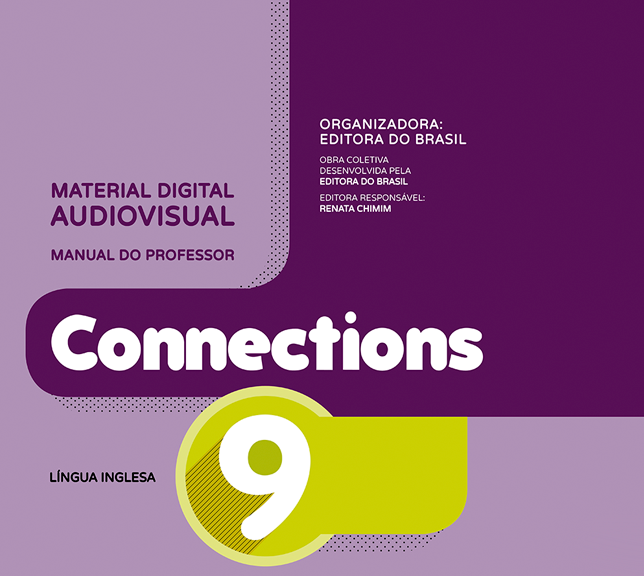 ORGANIZADORA:
EDITORA DO BRASIL
OBRA COLETIVA
DESENVOLVIDA PELA
EDITORA DO BRASIL
EDITORA RESPONSÁVEL:
RENATA CHIMIM
MATERIAL DIGITAL
AUDIOVISUAL
MANUAL DO PROFESSOR
Connections
9
LÍNGUA INGLESA